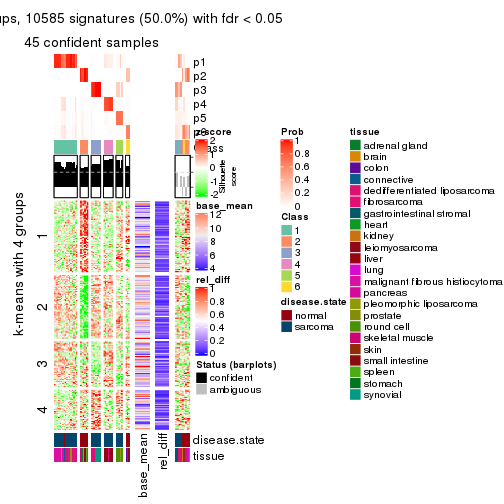 ups, 10585 signatures (50.0%) with fdr < 0.05
45 confident samples
p1
p2
p3
p4
p5
k-means with 4 groups
1
2
3
4
z-score
2
1
0
-1
-2
Silhouette
score
base_mean
12
10
8
6
4
rel_diff
1
0.8
0.6
0.4
0.2
0
Status (barplots)
confident
ambiguous
disease.state
tissue
base_mean
rel_diff
Prob
1
0.8
0.6
0.4
0.2
0
Class
1
2
3
4
5
6
disease.state
normal
sarcoma
tissue
adrenal gland
brain
colon
connective
dedifferentiated liposarcoma
fibrosarcoma
gastrointestinal stromal
heart
kidney
leiomyosarcoma
liver
lung
malignant fibrous histiocytoma
pancreas
pleomorphic liposarcoma
prostate
round cell
skeletal muscle
skin
small intestine
spleen
stomach
synovial